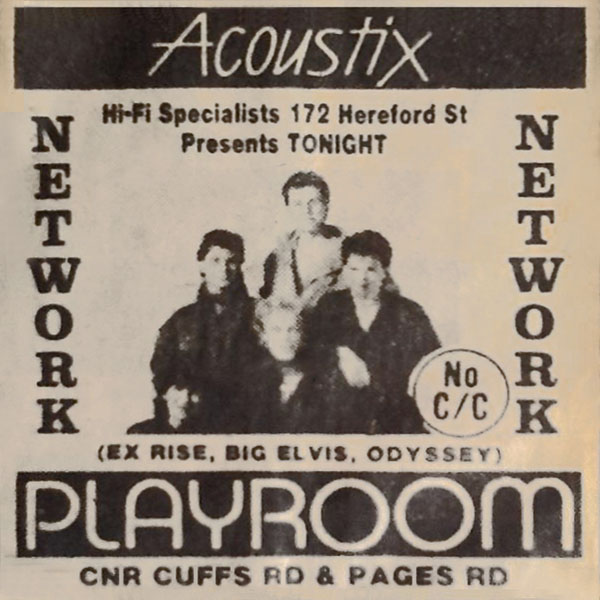 Acoustix
Hi-Fi Specialists 172 Hereford St
Presents TONIGHT
NETWORK
NETWORK
No
C/C
(EX RISE, BIG ELVIS, ODYSSEY)
PLAYROOM
CNR CUFFS RD & PAGES RD